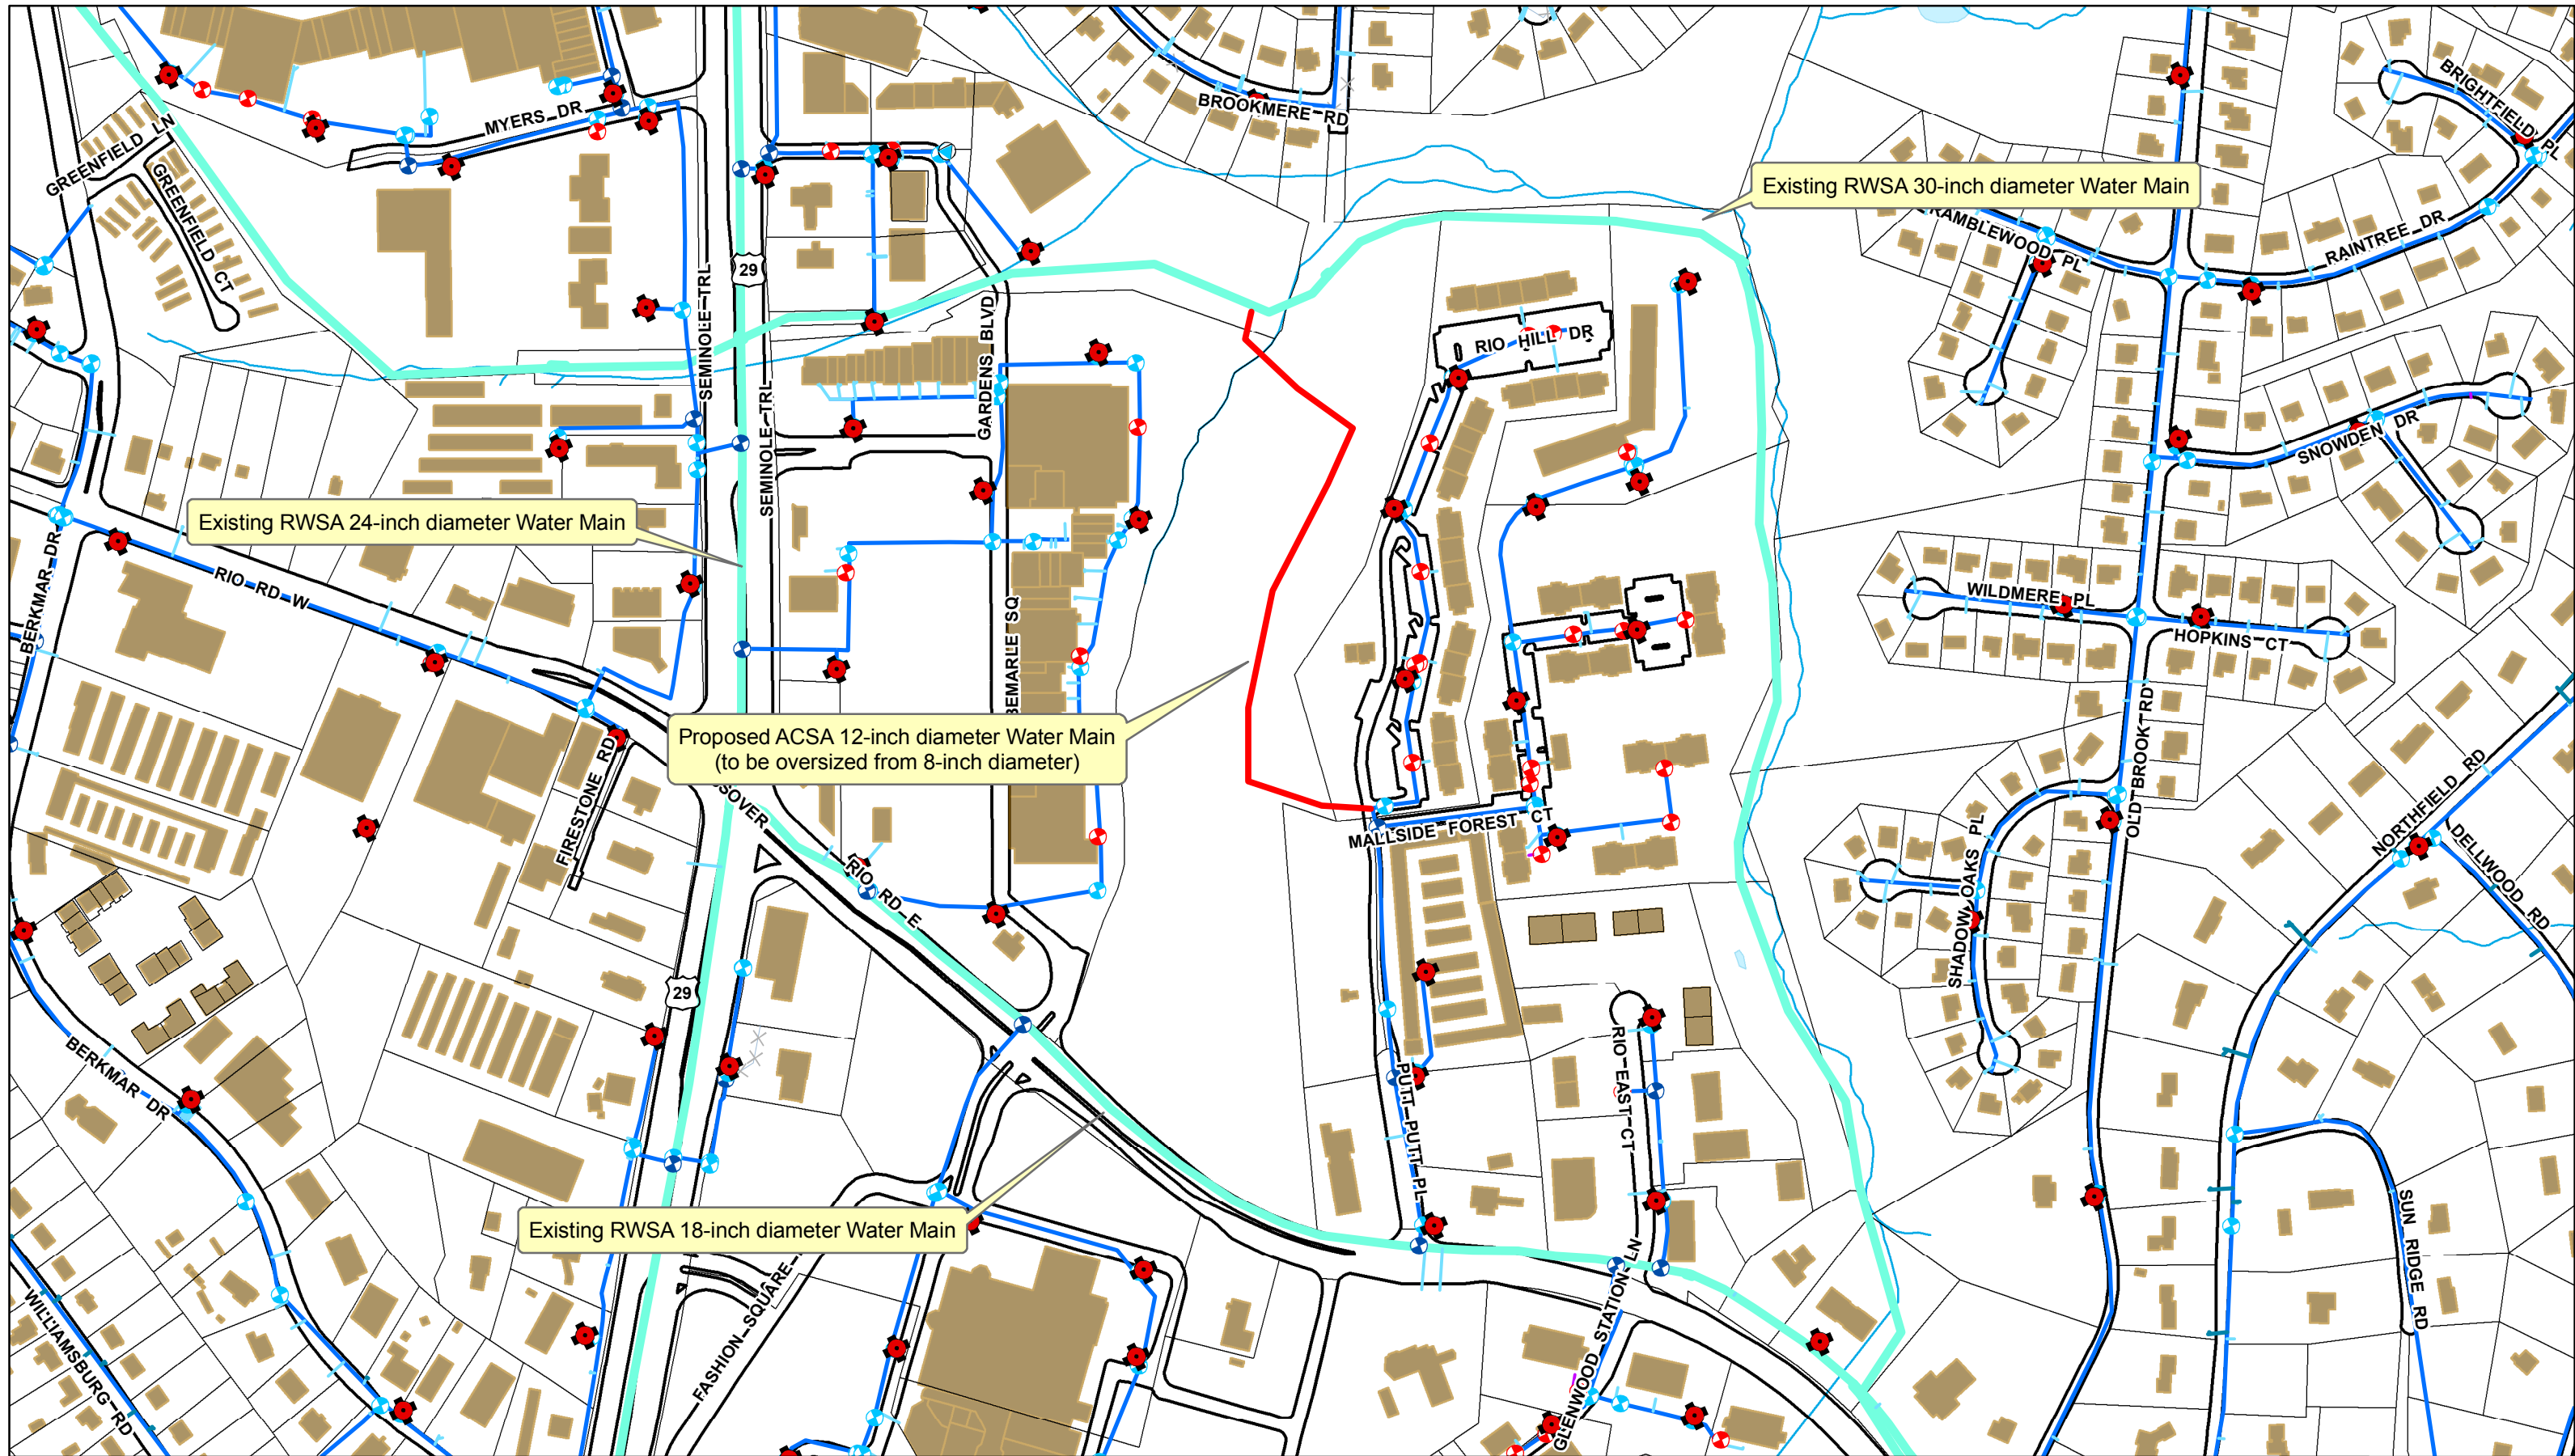 BROOKMERE RD
BRIGHTFIELD PL
MYERS DR
GREENFIELD LN
GREENFIELD CT
Existing RWSA 30-inch diameter Water Main
RAMBLEWOOD PL
RAINTREE DR
SEMINOLE TRL
29
GARDENS BLVD
RIO HILL DR
SEMINOLE TRL
SNOWDEN DR
Existing RWSA 24-inch diameter Water Main
BERKMAR DR
RIO RD W
WILDMERE PL
HOPKINS CT
BEMARLE SQ
Proposed ACSA 12-inch diameter Water Main
(to be oversized from 8-inch diameter)
OLD BROOK RD
NORTHFIELD RD
FIRESTONE RD
SOVER
MALLSIDE FOREST CT
DELLWOOD RD
RIO RD E
SHADOW OAKS PL
29
BERKMAR DR
PUTT PUTT PL
RIO EAST CT
Existing RWSA 18-inch diameter Water Main
SUN RIDGE RD
WILLIAMSBURG RD
FASHION SQUARE
GLENWOOD STATION LN